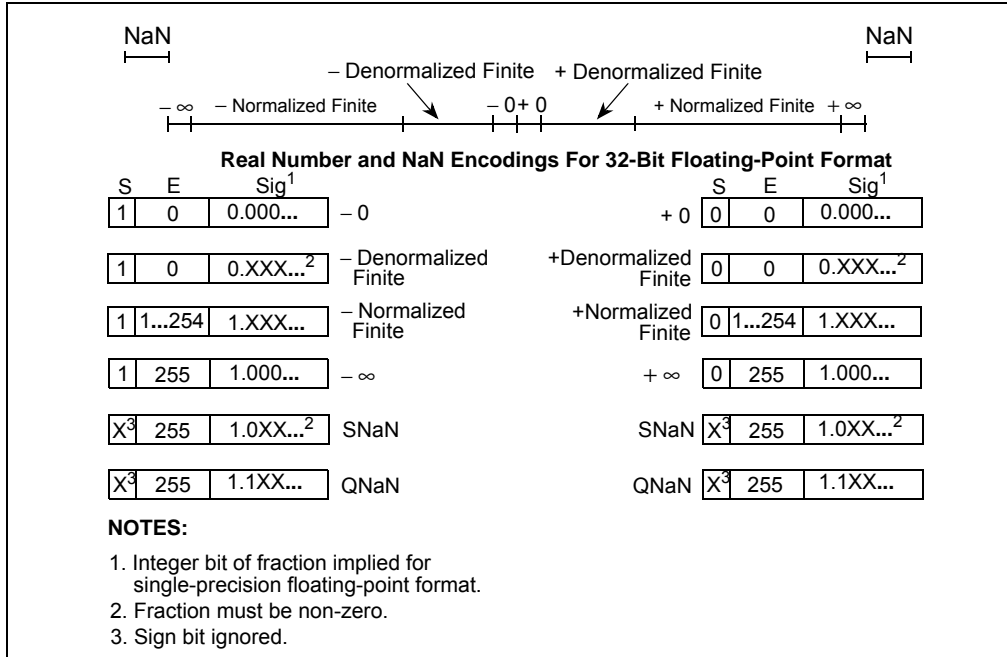 NaN NaN
− Denormalized Finite + Denormalized Finite
− ∞ − Normalized Finite − 0 + 0 + Normalized Finite + ∞
Real Number and NaN Encodings For 32-Bit Floating-Point Format
S E Sig1 S E Sig1
1 0 0.000... − 0 + 0 0 0 0.000...
1 0 0.XXX...2 − Denormalized Finite +Denormalized Finite 0 0 0.XXX...2
1 1...254 1.XXX... − Normalized Finite +Normalized Finite 0 1...254 1.XXX...
1 255 1.000... − ∞ + ∞ 0 255 1.000...
X3 255 1.0XX...2 SNaN SNaN X3 255 1.0XX...2
X3 255 1.1XX... QNaN QNaN X3 255 1.1XX...
NOTES:
1. Integer bit of fraction implied for
single-precision floating-point format.
2. Fraction must be non-zero.
3. Sign bit ignored.